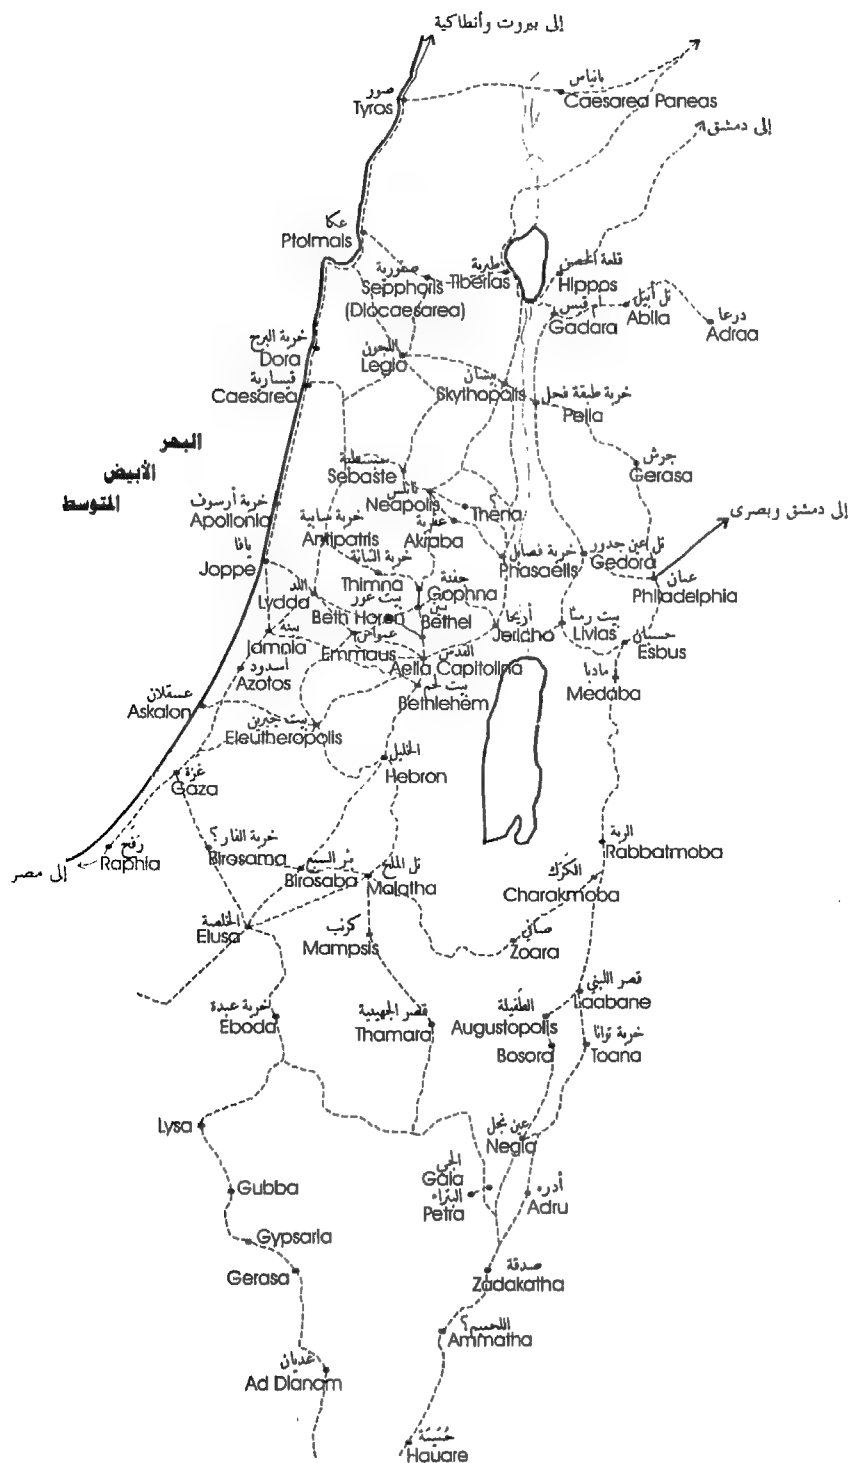 إلى بيروت وأنطاكية
صور
Tyros
بانياس
Caesarea Paneas
إلى دمشق
عكا
Ptolmais
صفورية
Sepphoris
(Diocaesarea)
طبرية
Tiberias
قلعة الحصن
Hippos
أم قيس
Gadara
تل أبيل
Abila
درعا
Adraa
خربة البرج
Dora
اللجون
Legio
قيسارية
Caesarea
بيسان
Skythopolis
خربة طبقة فحل
Pella
البحر
الأبيض
المتوسط
جرش
Gerasa
سبسطية
Sebaste
نابلس
Neapolis
؟
Thena
خربة أرسوف
Apollonia
خربة
Antipatris
عقربة
Akraba
إلى دمشق وبصرى
يافا
Joppe
خربة التبانة
Thimna
خربة فصايل
Phasaelis
تل عين جدور
Gedora
عمان
Philadelphia
اللد
Lydda
جفنة
Gophna
بيت عور
Beth Horon
بيتين
Bethel
أريحا
Jericho
بيت رمتا
Livias
حسبان
Esbus
يبنه
Jamnia
عمواس
Emmaus
القدس
Aelia Capitolina
مادبا
Medaba
أسدود
Azotos
بيت لحم
Bethlehem
عسقلان
Askalon
بيت جبرين
Eleutheropolis
الخليل
Hebron
غزة
Gaza
رفح
Raphia
إلى مصر
خربة الفار؟
Birosama
بئر السبع
Birosaba
تل الملح
Malatha
الربة
Rabbatmoba
الكرك
Charakmoba
الخلصة
Elusa
كرنب
Mampsis
صافي
Zoara
خربة عبدة
Eboda
قصر الجهينية
Thamara
الطفيلة
Augustopolis
قصر اللبني
Laabane
Bosora
خربة توانا
Toana
Lysa
عين نجل
Negla
Gubba
الجي
Gaia
البتراء
Petra
أدره
Adru
Gypsaria
Gerasa
صدقة
Zadakatha
Ammatha
غديان
Ad Dianam
Hauare